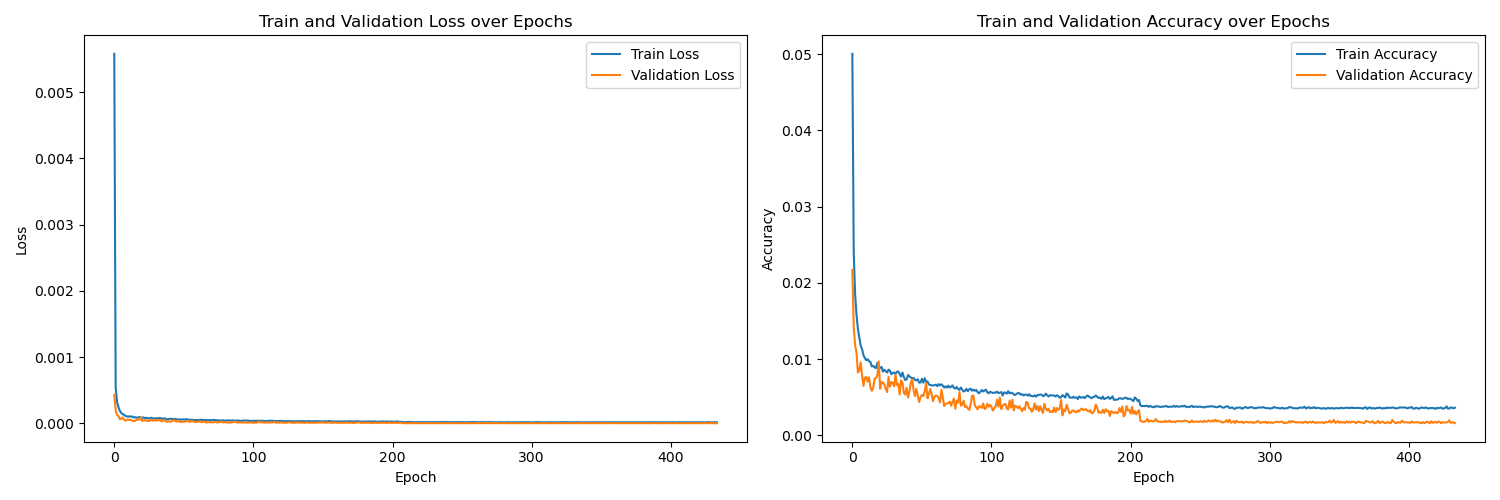 Train and Validation Loss over Epochs
Train Loss
Validation Loss
0.005
0.004
0.003
0.002
0.001
0.000
Loss
0 100 200 300 400
Epoch
Train and Validation Accuracy over Epochs
Train Accuracy
Validation Accuracy
0.05
0.04
0.03
0.02
0.01
0.00
Accuracy
0 100 200 300 400
Epoch